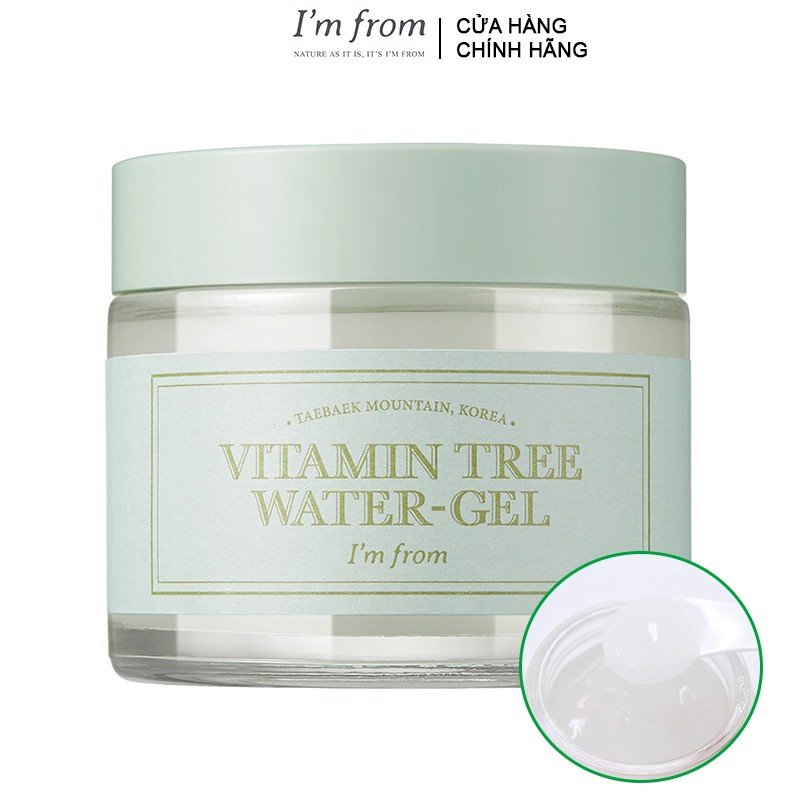 I'm from
NATURE AS IT IS, IT'S I'M FROM
CỬA HÀNG
CHÍNH HÃNG
TAEBAEK MOUNTAIN, KOREA
VITAMIN TREE
WATER-GEL
I'm from